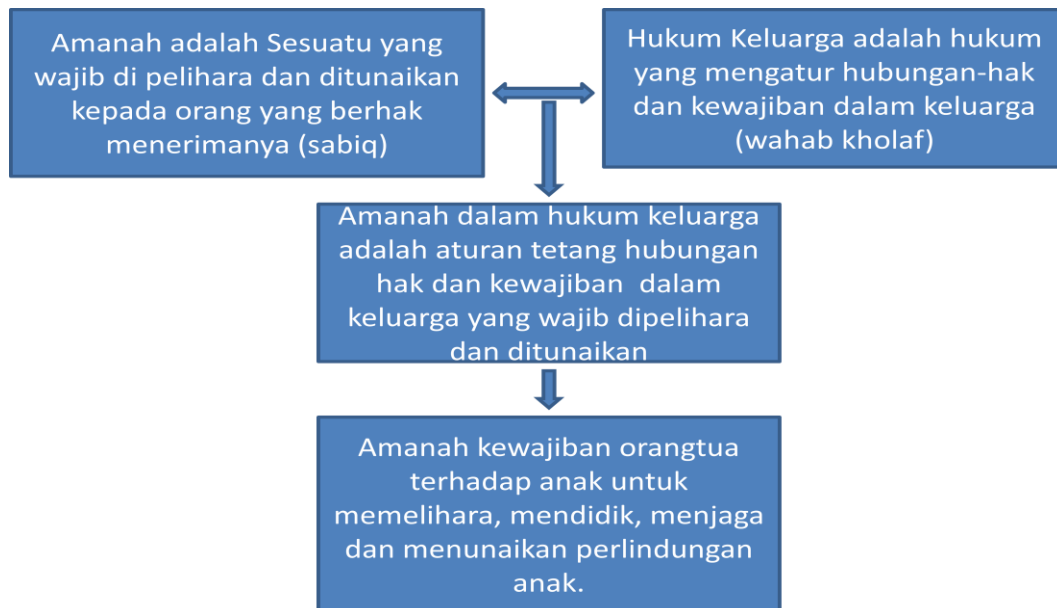 Amanah adalah Sesuatu yang
wajib di pelihara dan ditunaikan
kepada orang yang berhak
menerimanya (sabiq)
Hukum Keluarga adalah hukum
yang mengatur hubungan-hak
dan kewajiban dalam keluarga
(wahab kholaf)
Amanah dalam hukum keluarga
adalah aturan tetang hubungan
hak dan kewajiban dalam
keluarga yang wajib dipelihara
dan ditunaikan
Amanah kewajiban orangtua
terhadap anak untuk
memelihara, mendidik, menjaga
dan menunaikan perlindungan
anak.